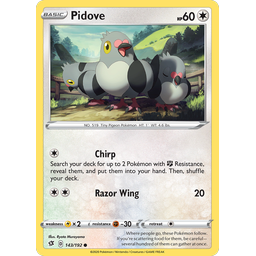 BASIC
Pidove
HP 60
NO. 519 Tiny Pigeon Pokémon HT: 1' WT: 4.6 lbs.
Chirp
Search your deck for up to 2 Pokémon with Resistance,
reveal them, and put them into your hand. Then, shuffle
your deck.
Razor Wing 20
weakness ×2 resistance -30 retreat
Where people go, these Pokémon follow.
If you're scattering food for them, be careful—
several hundred of them can gather at once.
143/192